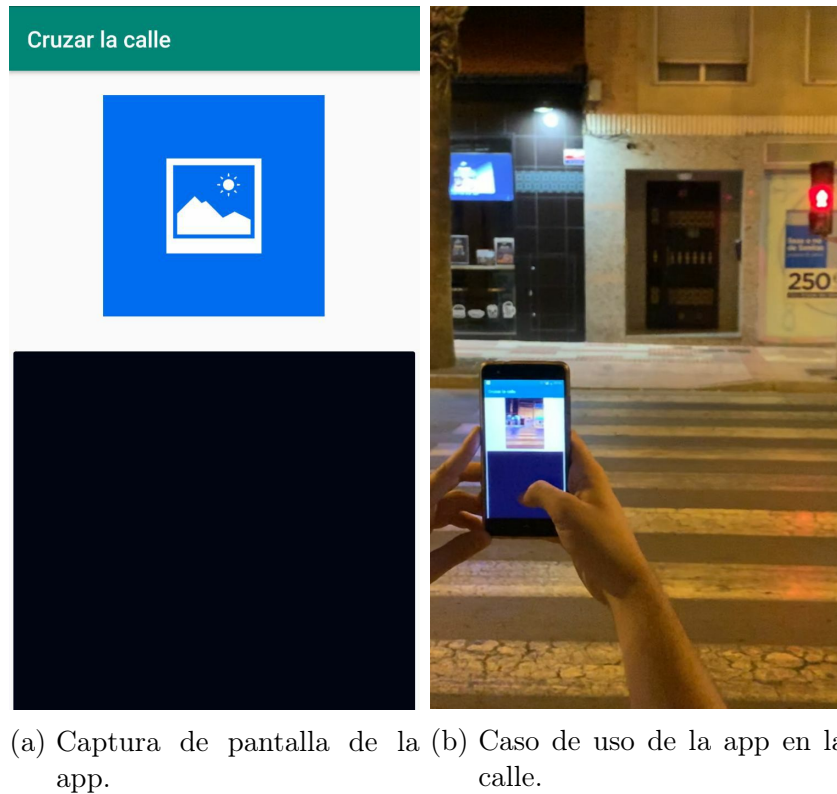 Cruzar la calle
250
(a) Captura de pantalla de la
app.
(b) Caso de uso de la app en la
calle.